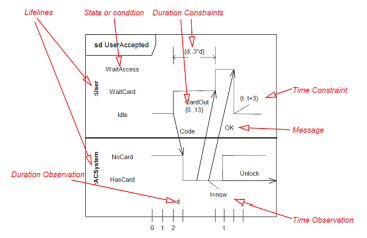 Lifelines
State or condition
Duration Constraints
sd UserAccepted
{d..3*d}
WaitAccess
:User
WaitCard
CardOut
{0..13}
{t..t+3}
Time Constraint
Idle
Code
OK
Message
NoCard
:ACSystem
HasCard
Unlock
Duration Observation
d
t=now
Time Observation
0 1 2 t